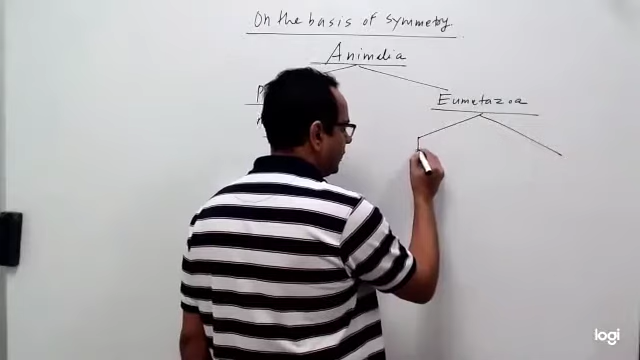 On the basis of symmetry.
Animalia
Eumetazoa
logi